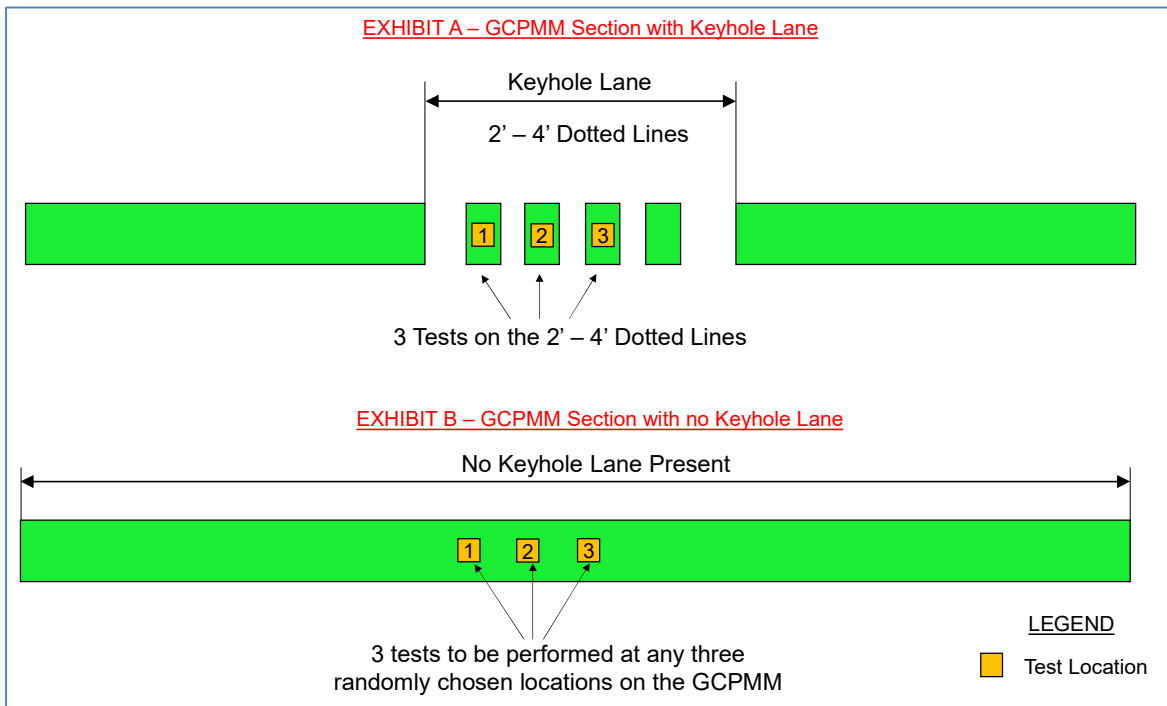 EXHIBIT A – GCPMM Section with Keyhole Lane
Keyhole Lane
2’ – 4’ Dotted Lines
1
2
3
3 Tests on the 2’ – 4’ Dotted Lines
EXHIBIT B – GCPMM Section with no Keyhole Lane
No Keyhole Lane Present
1
2
3
3 tests to be performed at any three
randomly chosen locations on the GCPMM
LEGEND
Test Location